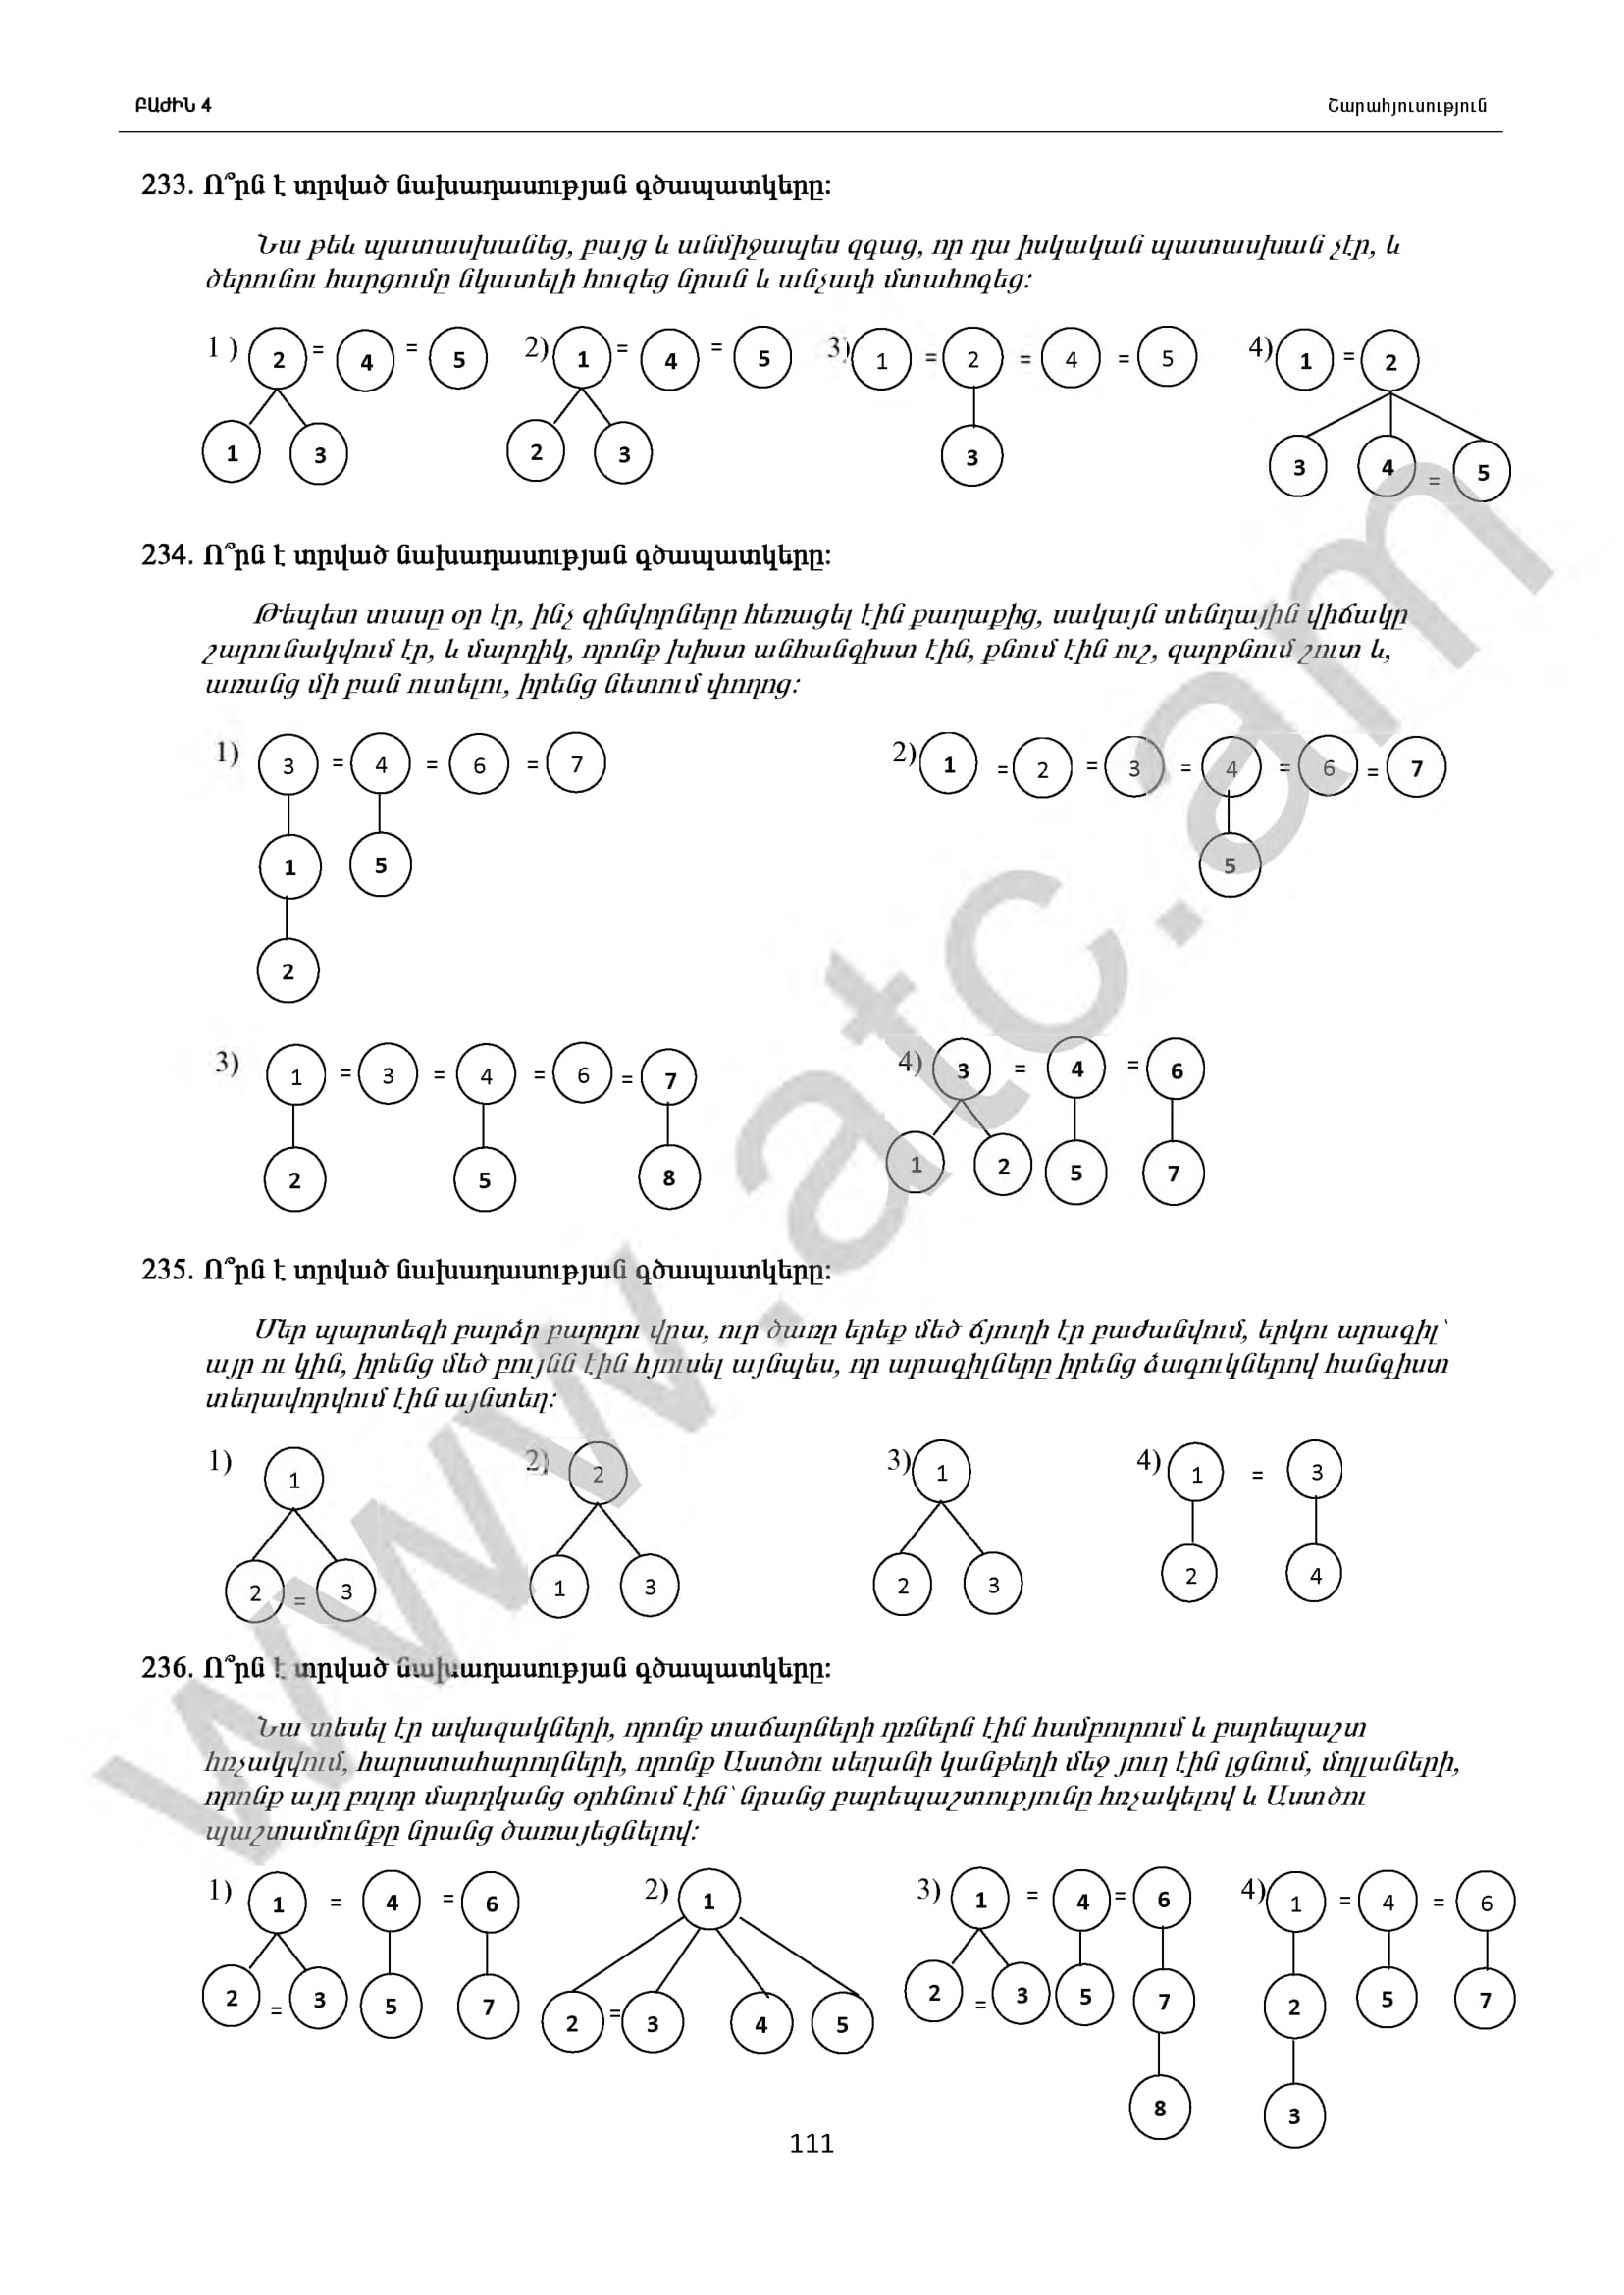 ԲԱԺԻՆ 4 Շարահյուսություն
233. Ո՞րն է տրված նախադասության գծապատկերը:
Նա թեև պատասխանեց, բայց և անմիջապես զգաց, որ դա իսկական պատասխան չէր, և
ծերունու հարցումը նկատելի հուզեց նրան և անչափ մտահոգեց:
1 ) 2 = 4 = 5 2) 1 = 4 = 5 3) 1 = 2 = 4 = 5 4) 1 = 2
1 3 2 3 3 3 4 = 5
234. Ո՞րն է տրված նախադասության գծապատկերը:
Թեպետ տասը օր էր, ինչ զինվորները հեռացել էին քաղաքից, սակայն տենդային վիճակը
շարունակվում էր, և մարդիկ, որոնք խիստ անհանգիստ էին, քնում էին ուշ, զարթնում շուտ և,
առանց մի բան ուտելու, իրենց նետում փողոց:
1) 3 = 4 = 6 = 7 2) 1 = 2 = 3 = 4 = 6 = 7
1 5 5
2
3) 1 = 3 = 4 = 6 = 7 4) 3 = 4 = 6
2 5 8 1 2 5 7
235. Ո՞րն է տրված նախադասության գծապատկերը:
Մեր պարտեզի բարձր բարդու վրա, ուր ծառը երեք մեծ ճյուղի էր բաժանվում, երկու արագիլ՝
այր ու կին, իրենց մեծ բույնն էին հյուսել այնպես, որ արագիլները իրենց ձագուկներով հանգիստ
տեղավորվում էին այնտեղ:
1) 1 2) 2 3) 1 4) 1 = 3
2 = 3 1 3 2 3 2 4
236. Ո՞րն է տրված նախադասության գծապատկերը:
Նա տեսել էր ավազակների, որոնք տաճարների դռներն էին համբուրում և բարեպաշտ
հռչակվում, հարստահարողների, որոնք Աստծու սեղանի կանթեղի մեջ յուղ էին լցնում, մոլլաների,
որոնք այդ բոլոր մարդկանց օրհնում էին՝ նրանց բարեպաշտությունը հռչակելով և Աստծու
պաշտամունքը նրանց ծառայեցնելով:
1) 1 = 4 = 6 2) 1 3) 1 = 4 = 6 4) 1 = 4 = 6
2 = 3 5 7 2 = 3 4 5 2 = 3 5 7 2 5 7
8 3
111
www.atc.am